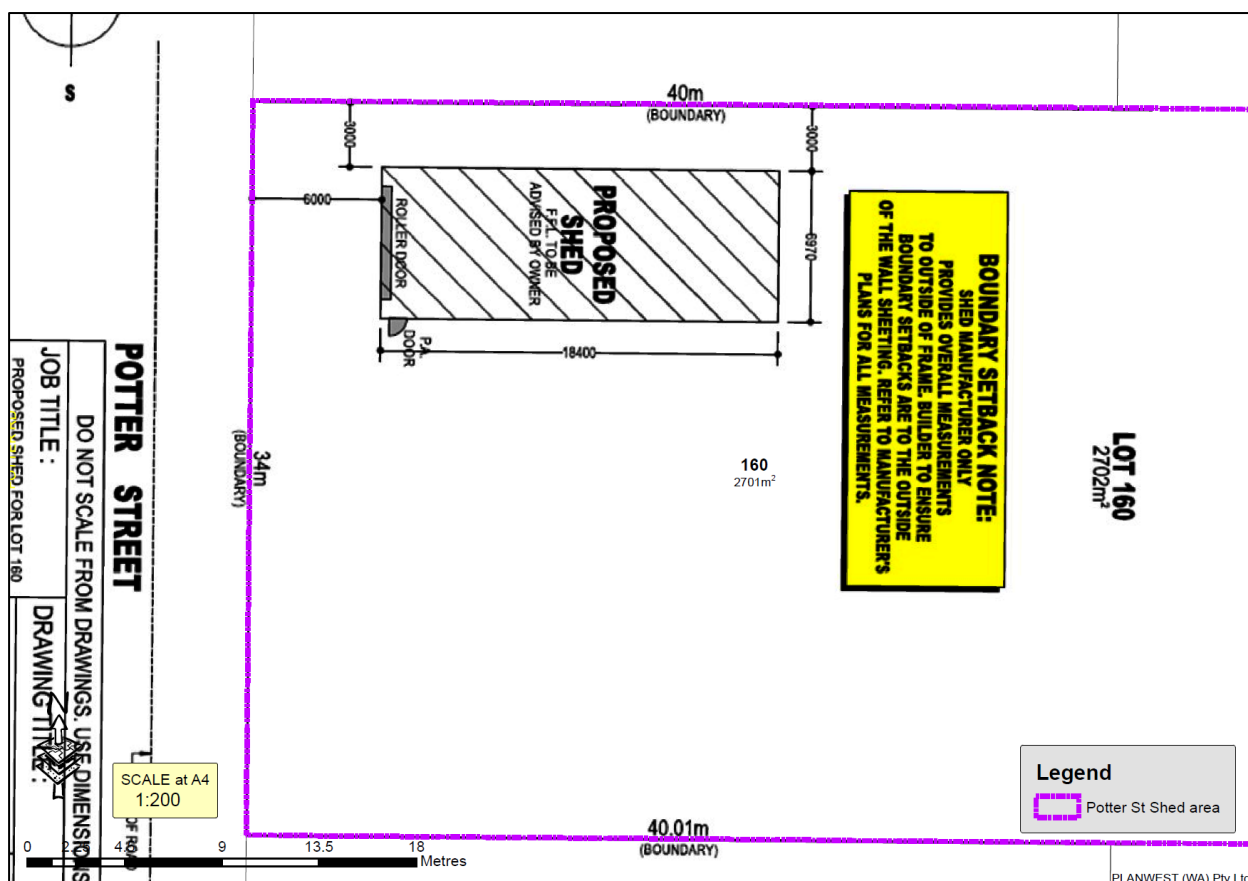 S
40m
(BOUNDARY)
3000
3000
6000
ROLLER DOOR
PROPOSED
SHED
F.F.L. TO BE
ADVISED BY OWNER
6970
P.A.
DOOR
18400
BOUNDARY SETBACK NOTE:
SHED MANUFACTURER ONLY
PROVIDES OVERALL MEASUREMENTS
TO OUTSIDE OF FRAME. BUILDER TO ENSURE
BOUNDARY SETBACKS ARE TO THE OUTSIDE
OF THE WALL SHEETING. REFER TO MANUFACTURER'S
PLANS FOR ALL MEASUREMENTS.
LOT 160
2702m²
160
2701m²
34m
(BOUNDARY)
POTTER STREET
DO NOT SCALE FROM DRAWINGS. USE DIMENSIONS
JOB TITLE :
PROPOSED SHED FOR LOT 160
DRAWING TITLE :
OF ROAD
N
SCALE at A4
1:200
0 9 13.5 18
Metres
40.01m
(BOUNDARY)
Legend
Potter St Shed area
PLANWEST (WA) Pty Ltd